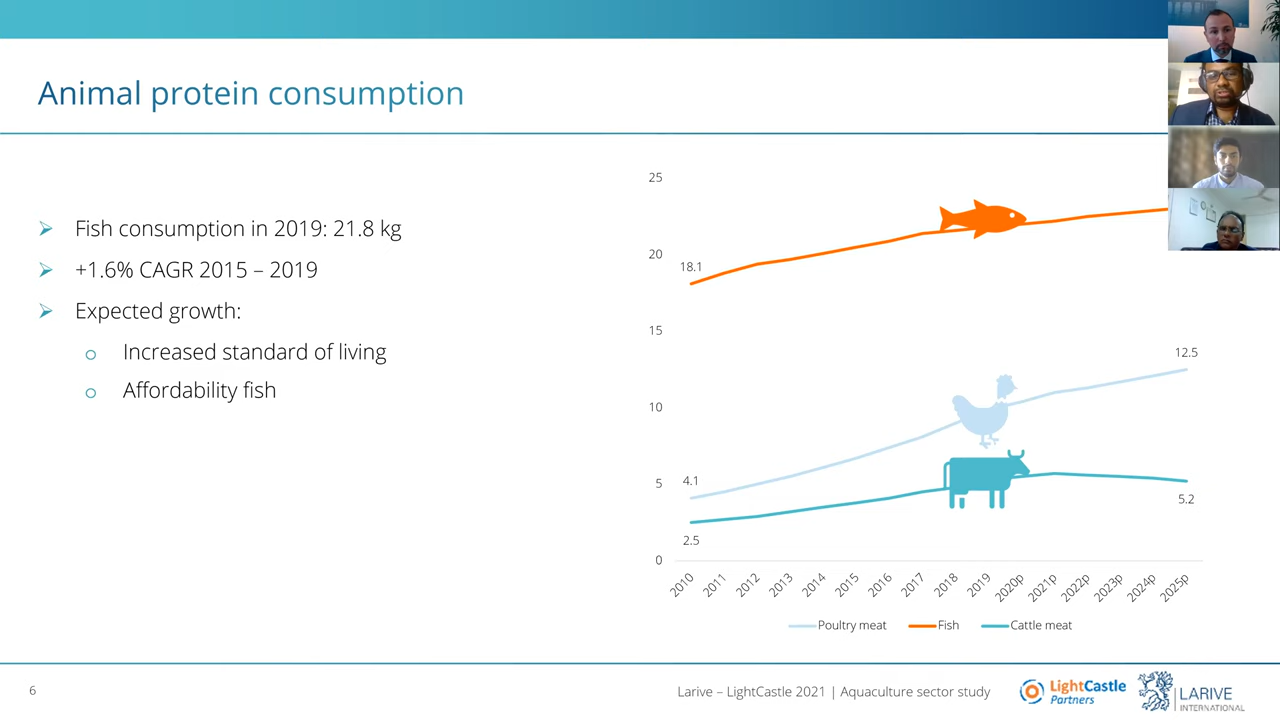 Animal protein consumption
Fish consumption in 2019: 21.8 kg
+1.6% CAGR 2015 – 2019
Expected growth:
Increased standard of living
Affordability fish
25
20
15
10
5
0
18.1
4.1
2.5
12.5
5.2
2010
2011
2012
2013
2014
2015
2016
2017
2018
2019
2020p
2021p
2022p
2023p
2024p
2025p
Poultry meat
Fish
Cattle meat
6
Larive – LightCastle 2021 | Aquaculture sector study
LightCastle
Partners
LARIVE
INTERNATIONAL